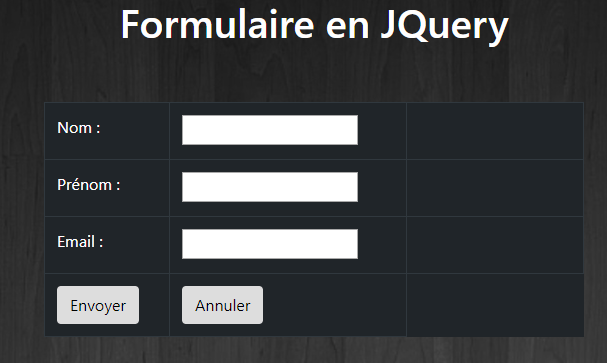 Formulaire en JQuery
Nom :
Prénom :
Email :
Envoyer Annuler